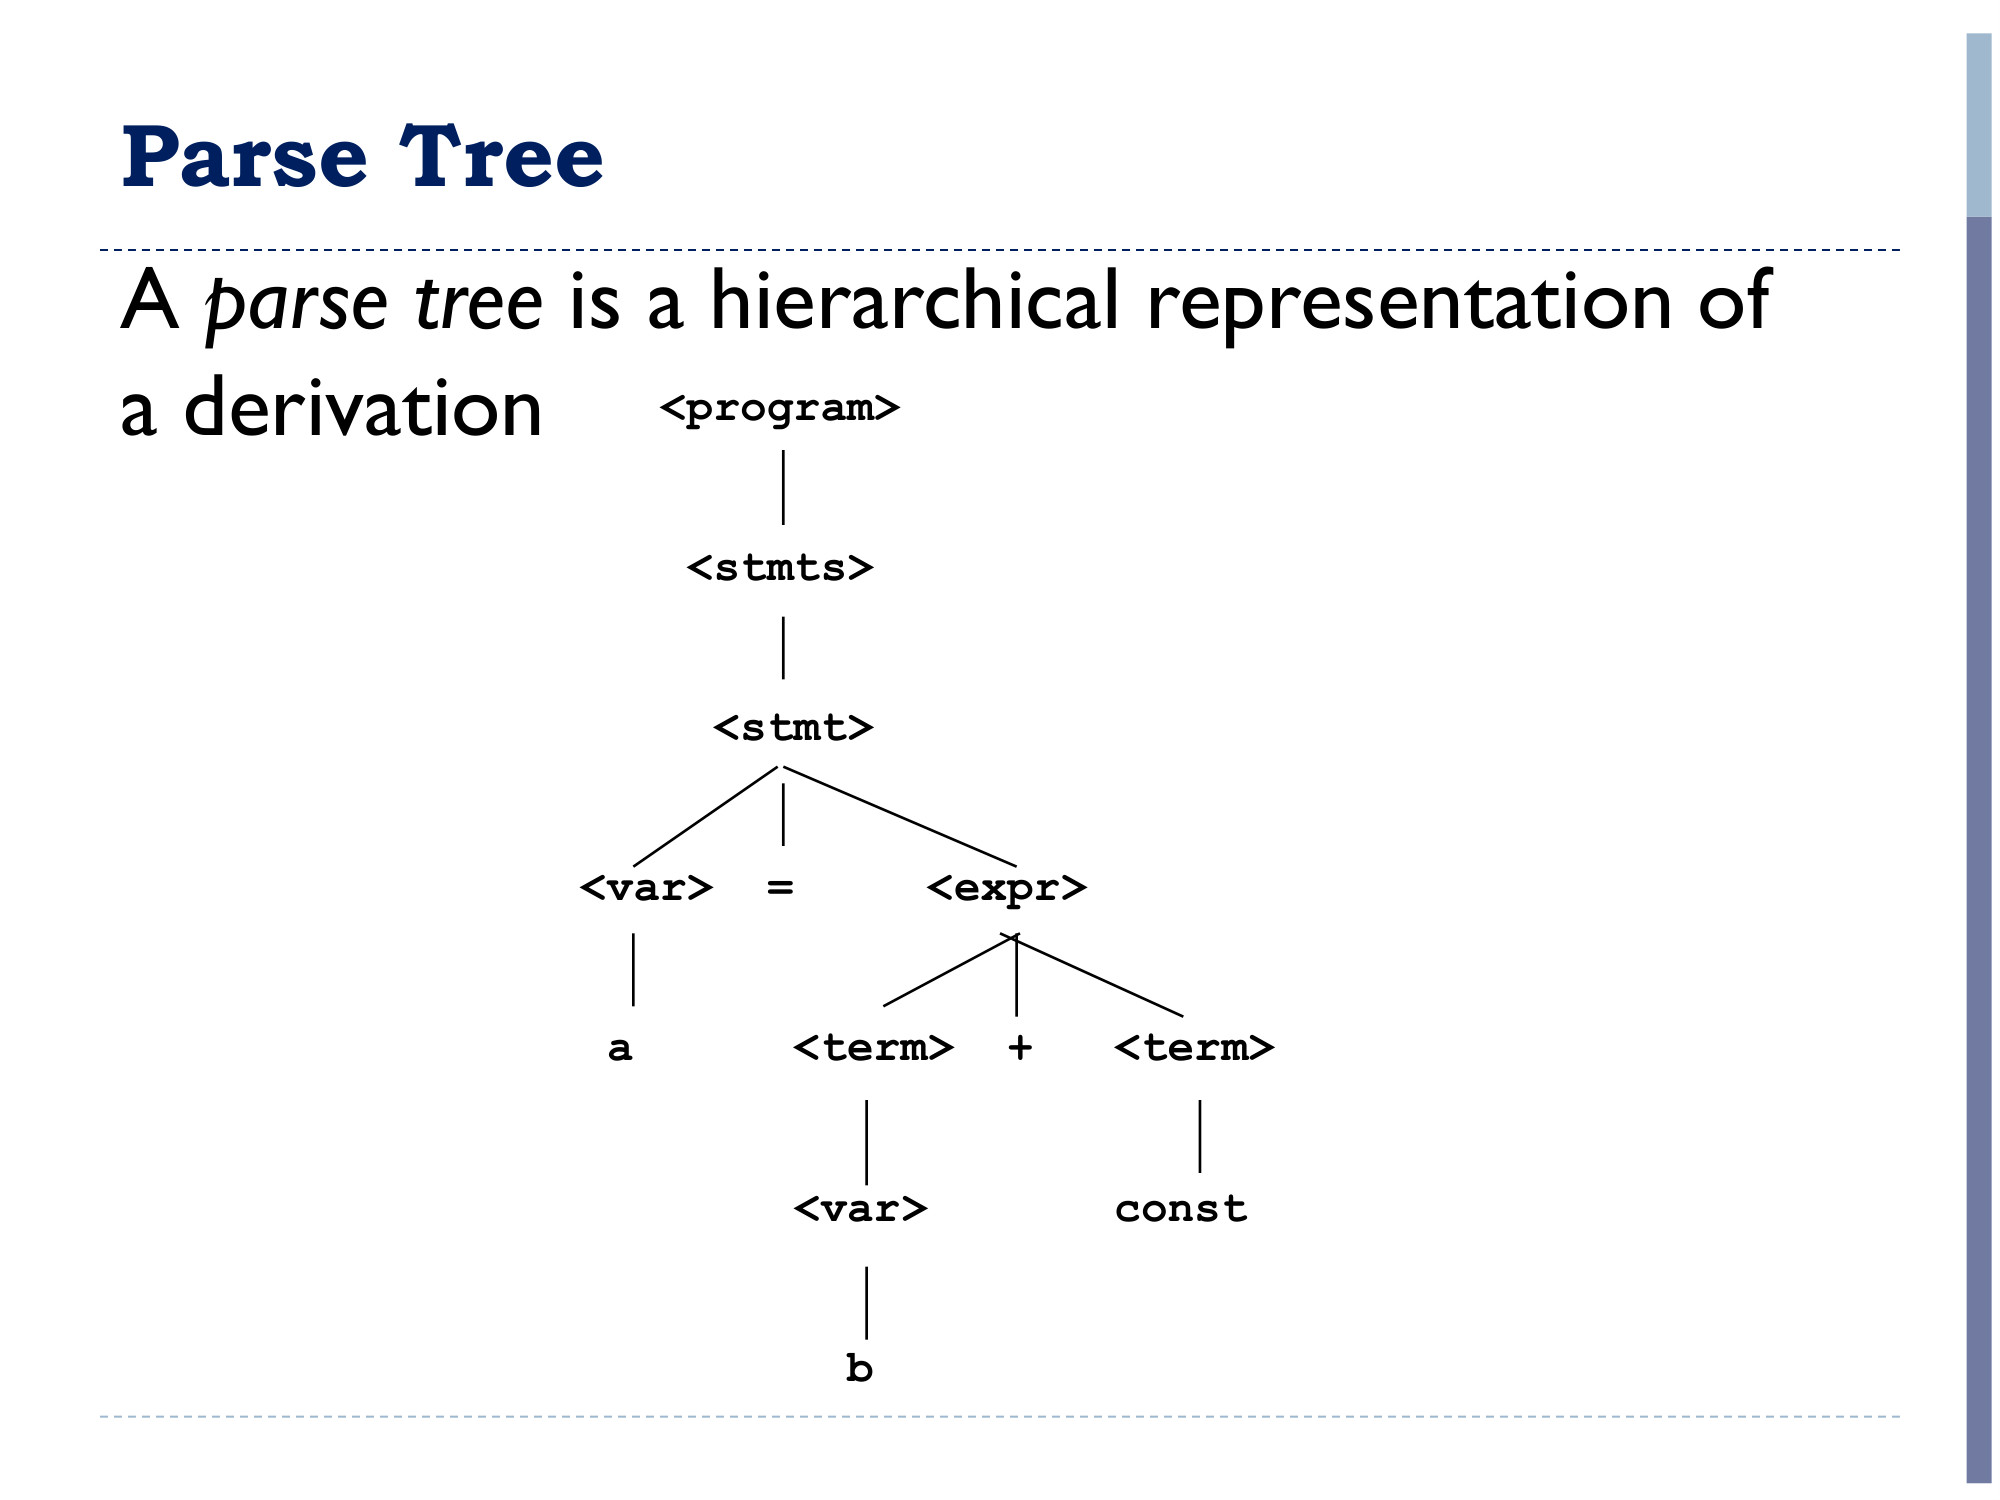 Parse Tree
A parse tree is a hierarchical representation of
a derivation
<program>
<stmts>
<stmt>
<var> = <expr>
a <term> + <term>
<var> const
b